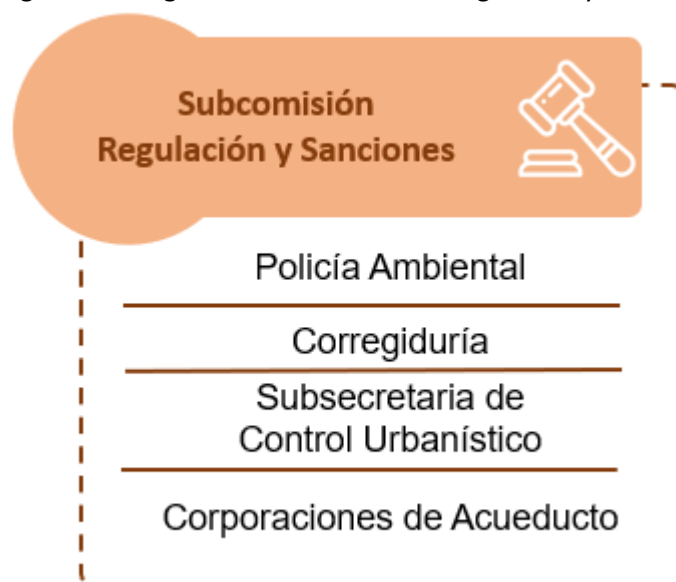 Subcomisión
Regulación y Sanciones
Policía Ambiental
Corregiduría
Subsecretaria de
Control Urbanístico
Corporaciones de Acueducto